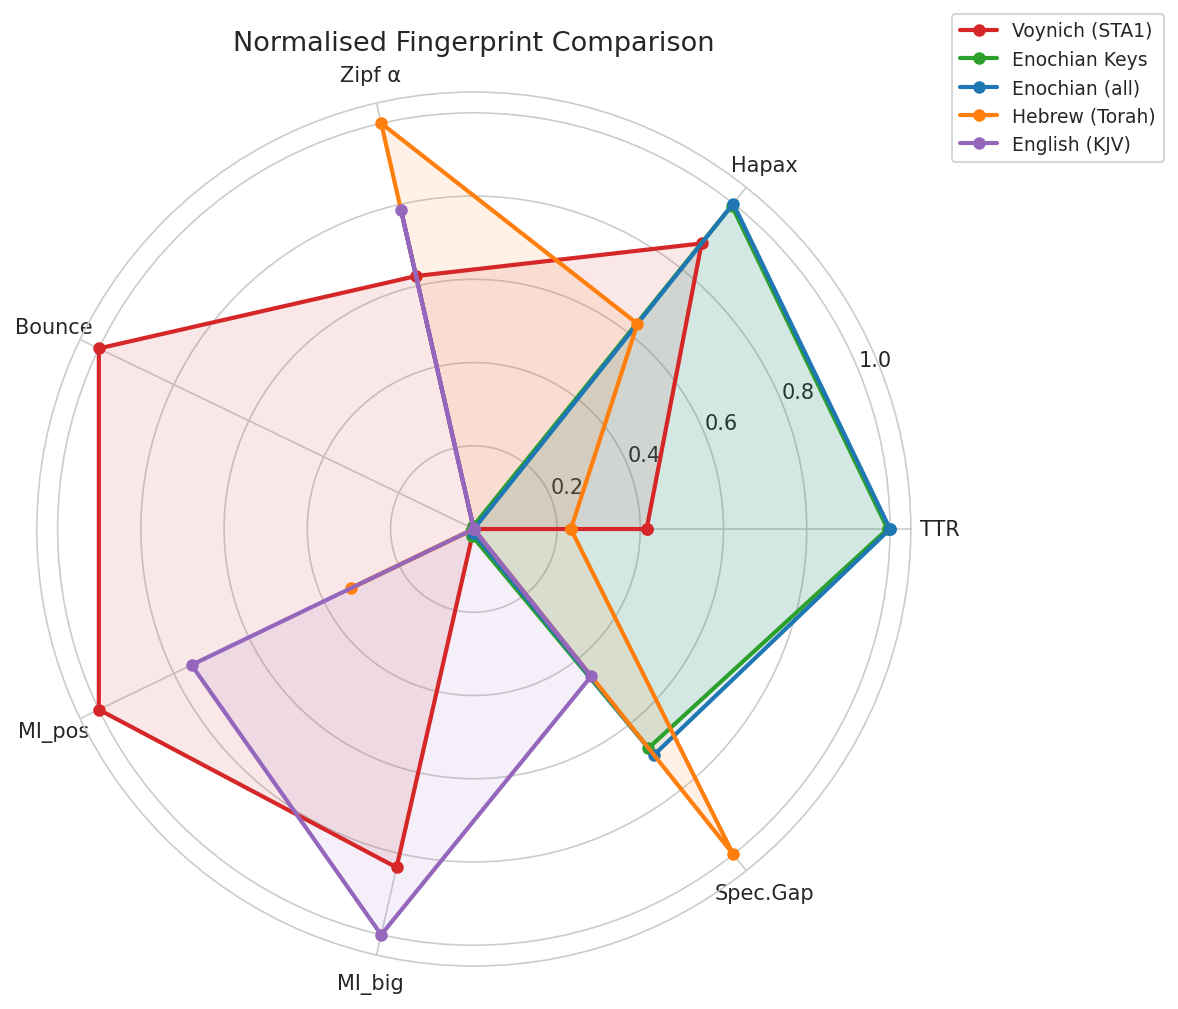 Normalised Fingerprint Comparison
Voynich (STA1)
Enochian Keys
Enochian (all)
Hebrew (Torah)
English (KJV)
Zipf α
Hapax
Bounce
1.0
0.8
0.6
0.4
0.2
TTR
MI_pos
Spec.Gap
MI_big